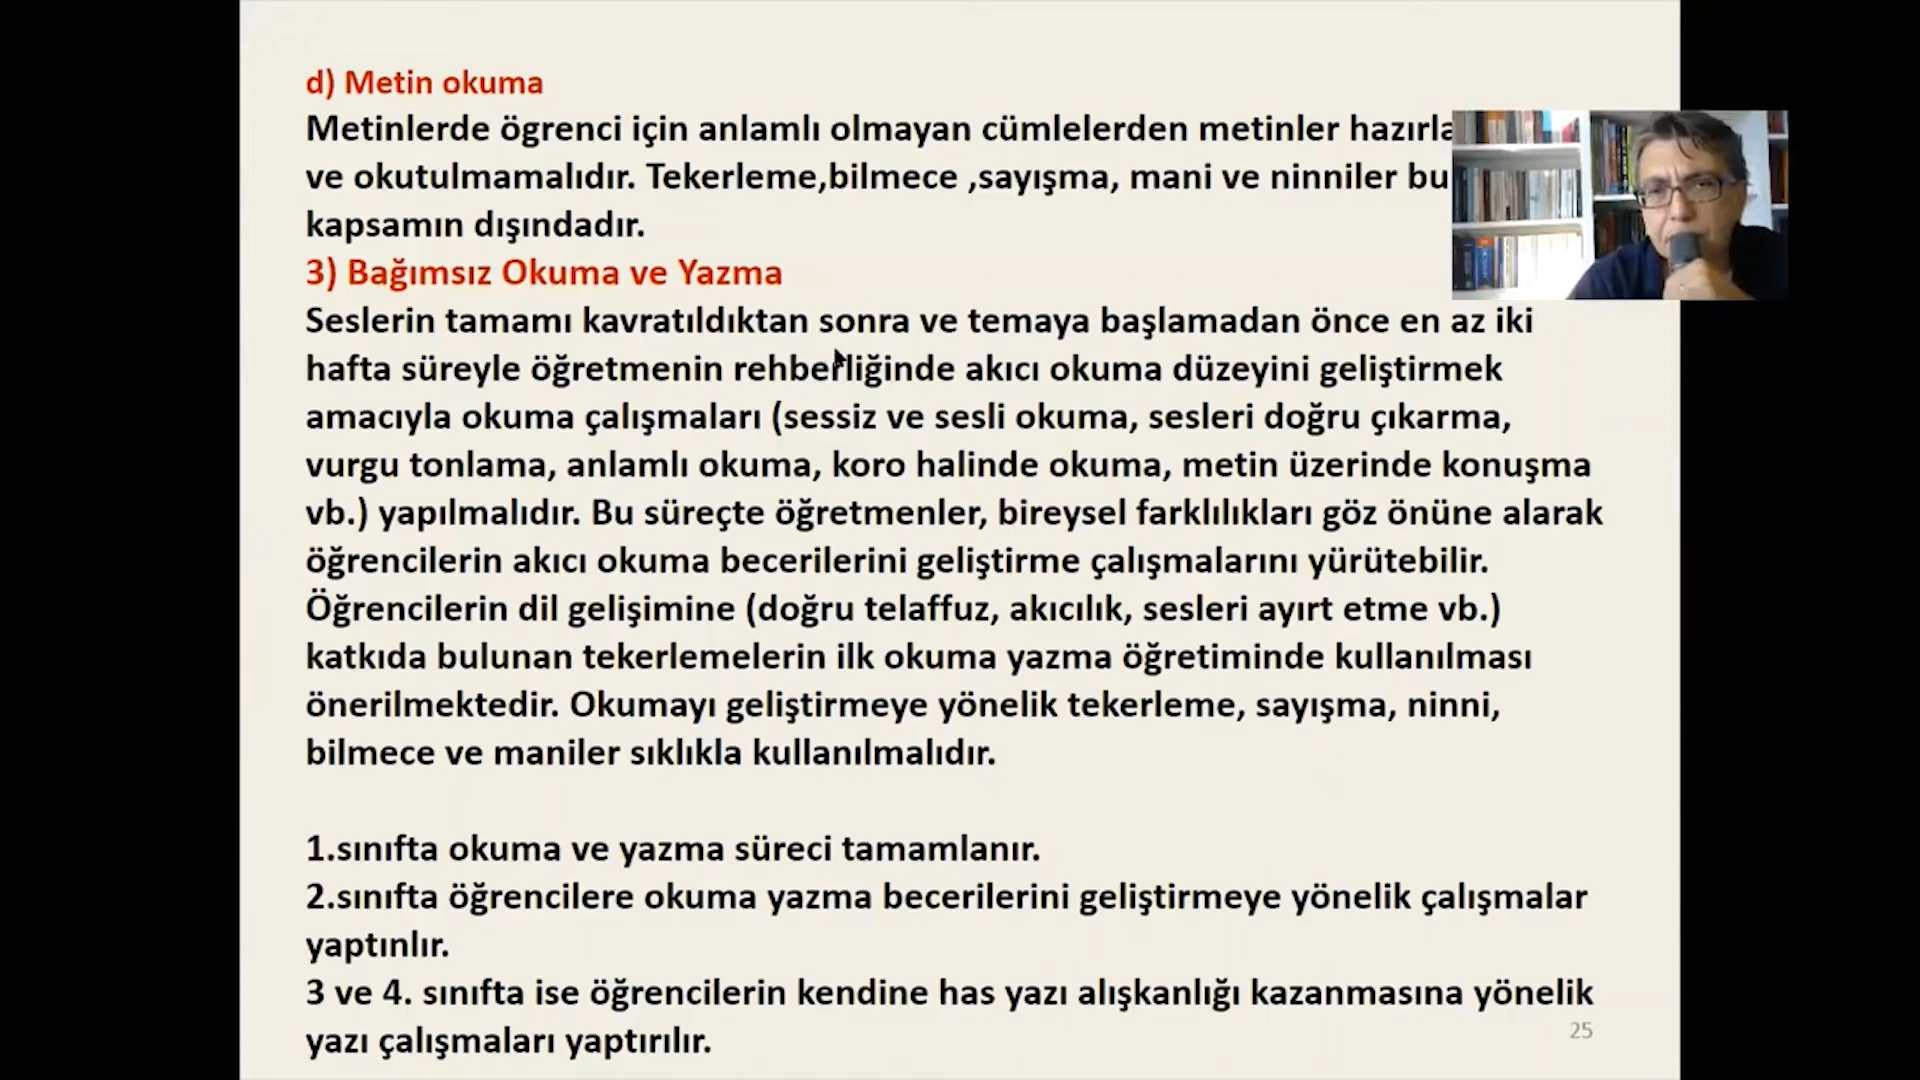 d) Metin okuma
Metinlerde ögrenci için anlamlı olmayan cümlelerden metinler
ve okutulmamalıdır. Tekerleme,bilmece ,sayışma, mani ve ninniler bu
kapsamın dışındadır.
3) Bağımsız Okuma ve Yazma
Seslerin tamamı kavratıldıktan sonra ve temaya başlamadan önce en az iki
hafta süreyle öğretmenin rehberliğinde akıcı okuma düzeyini geliştirmek
amacıyla okuma çalışmaları (sessiz ve sesli okuma, sesleri doğru çıkarma,
vurgu tonlama, anlamlı okuma, koro halinde okuma, metin üzerinde konuşma
vb.) yapılmalıdır. Bu süreçte öğretmenler, bireysel farklılıkları göz önüne alarak
öğrencilerin akıcı okuma becerilerini geliştirme çalışmalarını yürütebilir.
Öğrencilerin dil gelişimine (doğru telaffuz, akıcılık, sesleri ayırt etme vb.)
katkıda bulunan tekerlemelerin ilk okuma yazma öğretiminde kullanılması
önerilmektedir. Okumayı geliştirmeye yönelik tekerleme, sayışma, ninni,
bilmece ve maniler sıklıkla kullanılmalıdır.
1.sınıfta okuma ve yazma süreci tamamlanır.
2.sınıfta öğrencilere okuma yazma becerilerini geliştirmeye yönelik çalışmalar
yaptınlır.
3 ve 4. sınıfta ise öğrencilerin kendine has yazı alışkanlığı kazanmasına yönelik
yazı çalışmaları yaptırılır.
25